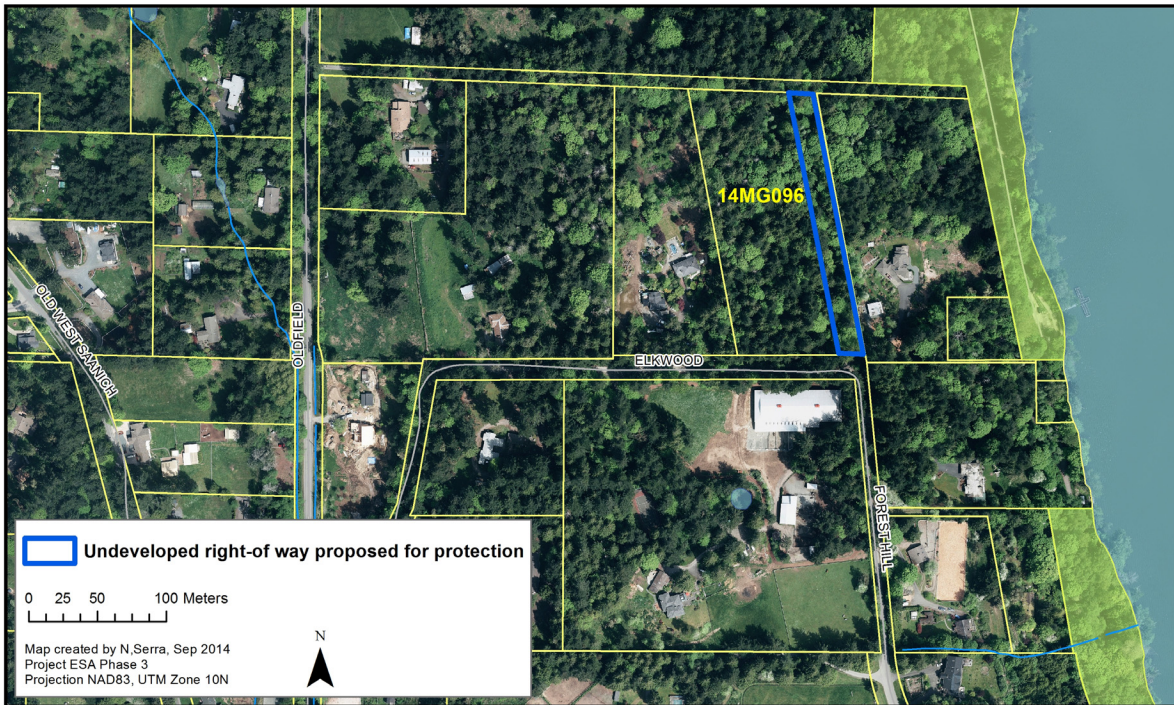 14MG096
OLD WEST SAANICH
OLDFIELD
ELKWOOD
FOREST HILL
Undeveloped right-of way proposed for protection
0 25 50 100 Meters
Map created by N,Serra, Sep 2014
Project ESA Phase 3
Projection NAD83, UTM Zone 10N
N